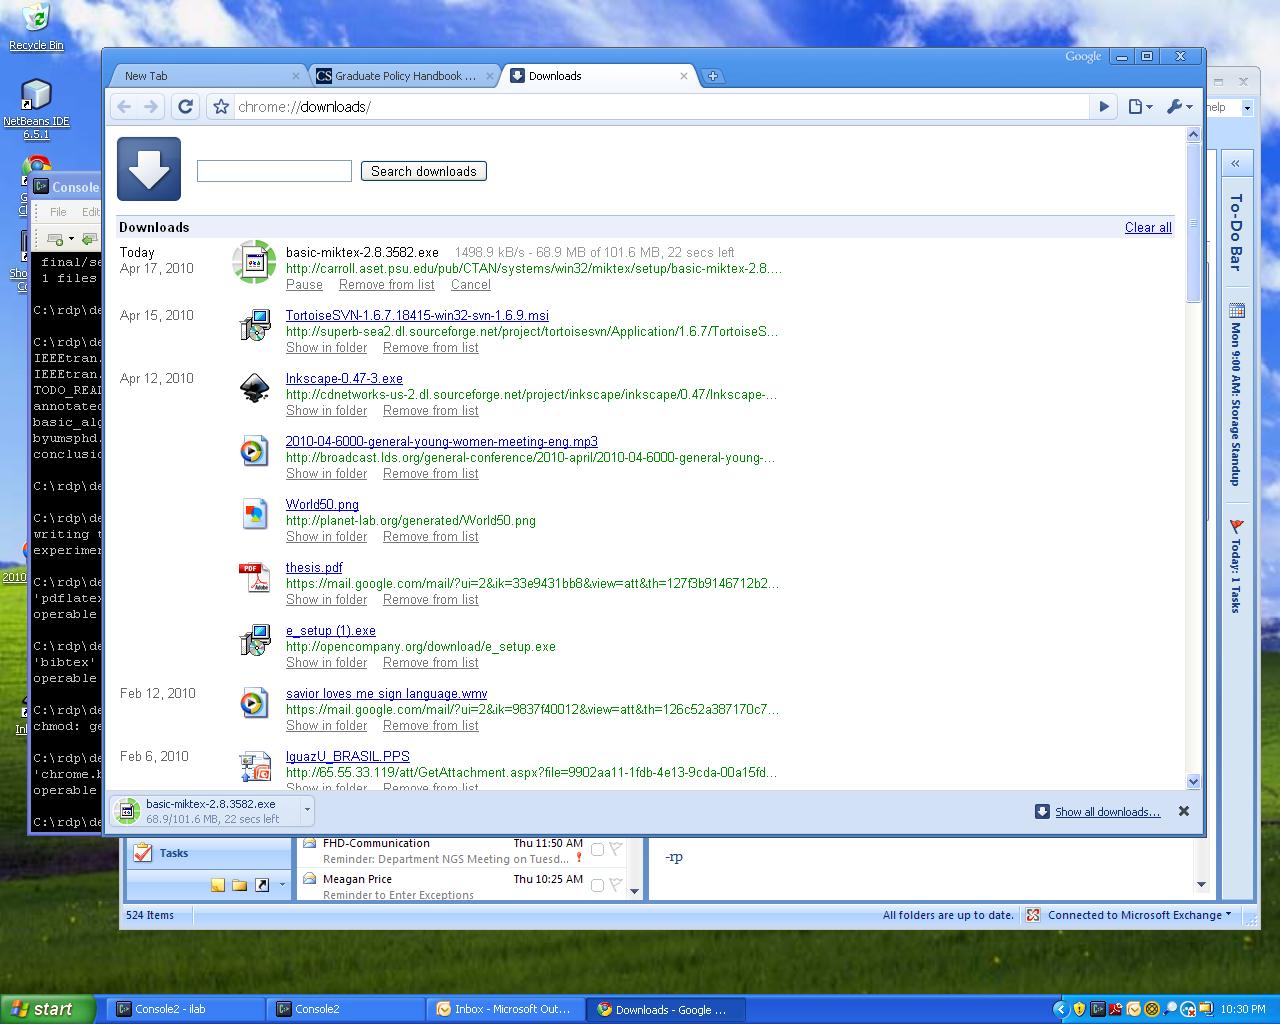 Recycle Bin
NetBeans IDE
6.5.1
Google
New Tab
CS Graduate Policy Handbook ...
Downloads
chrome://downloads/
Help
Console
File Edit
Search downloads
Downloads
Clear all
Today
Apr 17, 2010
basic-miktex-2.8.3582.exe 1498.9 kB/s - 68.9 MB of 101.6 MB, 22 secs left
http://carroll.aset.psu.edu/pub/CTAN/systems/win32/miktex/setup/basic-miktex-2.8....
Pause Remove from list Cancel
Apr 15, 2010
TortoiseSVN-1.6.7.18415-win32-svn-1.6.9.msi
http://superb-sea2.dl.sourceforge.net/project/tortoisesvn/Application/1.6.7/TortoiseS...
Show in folder Remove from list
Apr 12, 2010
Inkscape-0.47-3.exe
http://cdnetworks-us-2.dl.sourceforge.net/project/inkscape/inkscape/0.47/Inkscape-...
Show in folder Remove from list
2010-04-6000-general-young-women-meeting-eng.mp3
http://broadcast.lds.org/general-conference/2010-april/2010-04-6000-general-young-...
Show in folder Remove from list
World50.png
http://planet-lab.org/generated/World50.png
Show in folder Remove from list
PDF
Adobe
thesis.pdf
https://mail.google.com/mail/?ui=2&ik=33e9431bb8&view=att&th=127f3b9146712b2...
Show in folder Remove from list
e_setup (1).exe
http://opencompany.org/download/e_setup.exe
Show in folder Remove from list
Feb 12, 2010
savior loves me sign language.wmv
https://mail.google.com/mail/?ui=2&ik=9837f40012&view=att&th=126c52a387170c7...
Show in folder Remove from list
Feb 6, 2010
IguazU_BRASIL.PPS
http://65.55.33.119/att/GetAttachment.aspx?file=9902aa11-1fdb-4e13-9cda-00a15fd...
Show in folder Remove from list
basic-miktex-2.8.3582.exe
68.9/101.6 MB, 22 secs left
Show all downloads...
final/se
1 files
C:\rdp\de
C:\rdp\de
IEEEtran.
IEEEtran.
TODO_READ
annotated
basic_alg
byumsphd.
conclusio
C:\rdp\de
C:\rdp\de
writing t
experimen
C:\rdp\de
'pdflatex
operable
C:\rdp\de
'bibtex'
operable
C:\rdp\de
chmod: ge
C:\rdp\de
'chrome.b
operable
C:\rdp\de
To-Do Bar
Mon 9:00 AM: Storage Standup
Today: 1 Tasks
Tasks
FHD-Communication Thu 11:50 AM
Reminder: Department NGS Meeting on Tuesd...
Meagan Price Thu 10:25 AM
Reminder to Enter Exceptions
-rp
524 Items
All folders are up to date.
Connected to Microsoft Exchange
start
Console2 - ilab
Console2
Inbox - Microsoft Out...
Downloads - Google ...
10:30 PM